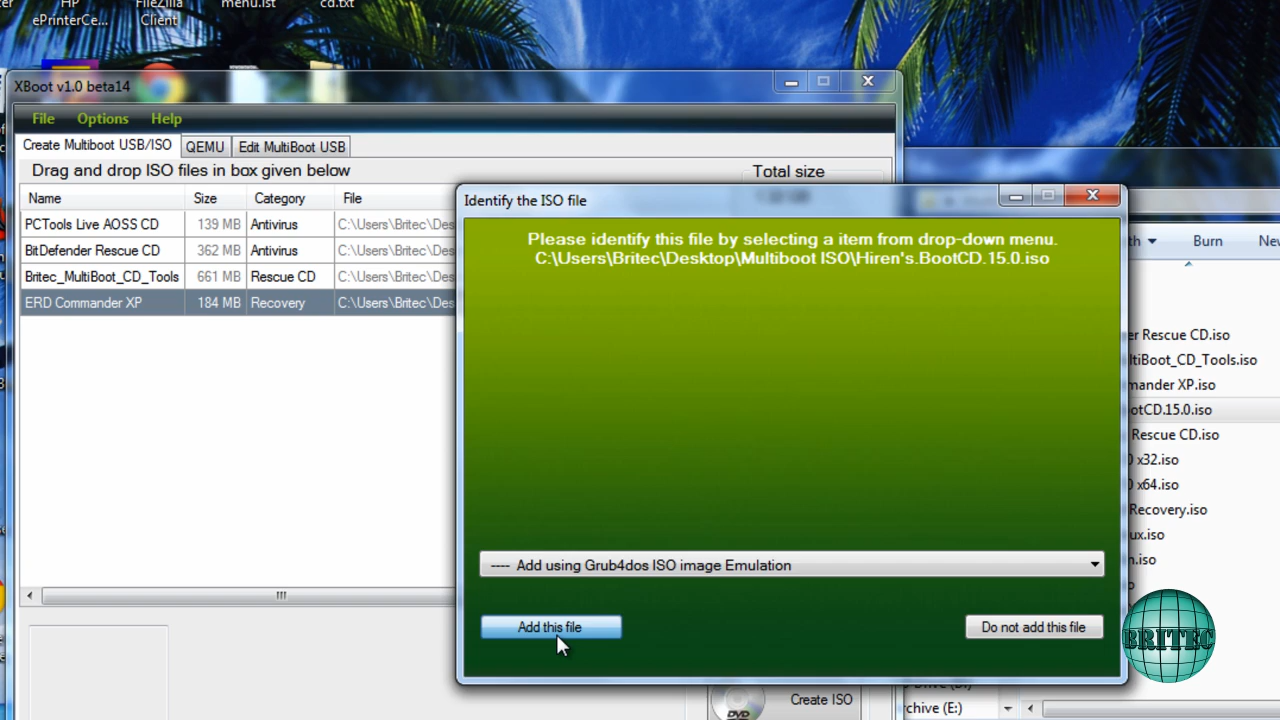 HP
ePrinterCe...
FileZilla
Client
menu.lst
cd.txt
XBoot v1.0 beta14
File Options Help
Create Multiboot USB/ISO QEMU Edit MultiBoot USB
Drag and drop ISO files in box given below
Total size
Name Size Category File
PCTools Live AOSS CD 139 MB Antivirus C:\Users\Britec\Des
BitDefender Rescue CD 362 MB Antivirus C:\Users\Britec\Des
Britec_MultiBoot_CD_Tools 661 MB Rescue CD C:\Users\Britec\Des
ERD Commander XP 184 MB Recovery C:\Users\Britec\Des
Create ISO
DVD
Identify the ISO file
Please identify this file by selecting a item from drop-down menu.
C:\Users\Britec\Desktop\Multiboot ISO\Hiren's.BootCD.15.0.iso
---- Add using Grub4dos ISO image Emulation
Add this file
Do not add this file
th Burn Nev
er Rescue CD.iso
ltiBoot_CD_Tools.iso
mander XP.iso
otCD.15.0.iso
Rescue CD.iso
0 x32.iso
0 x64.iso
Recovery.iso
ux.iso
n.iso
rchive (E:)
BRITEC